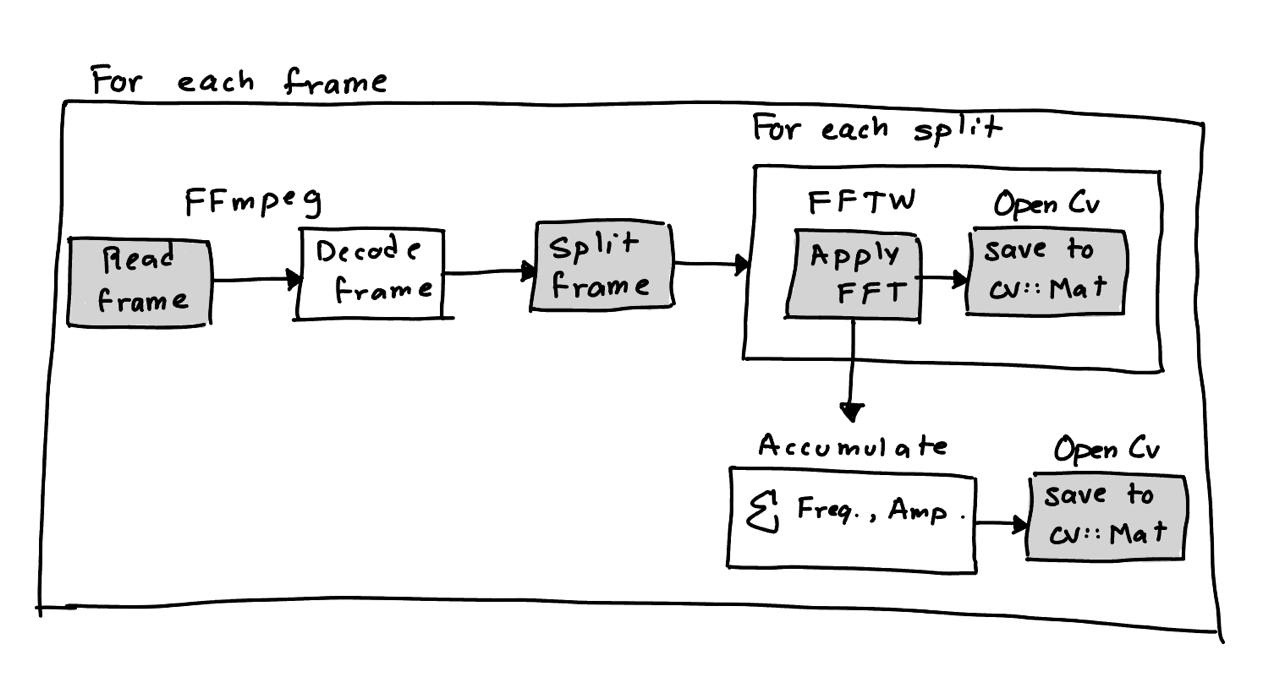 For each frame
For each split
FFmpeg
Read
frame
Decode
frame
Split
frame
FFTW
Apply
FFT
Open Cv
save to
cv::Mat
Accumulate
Σ Freq., Amp.
Open Cv
save to
cv::Mat